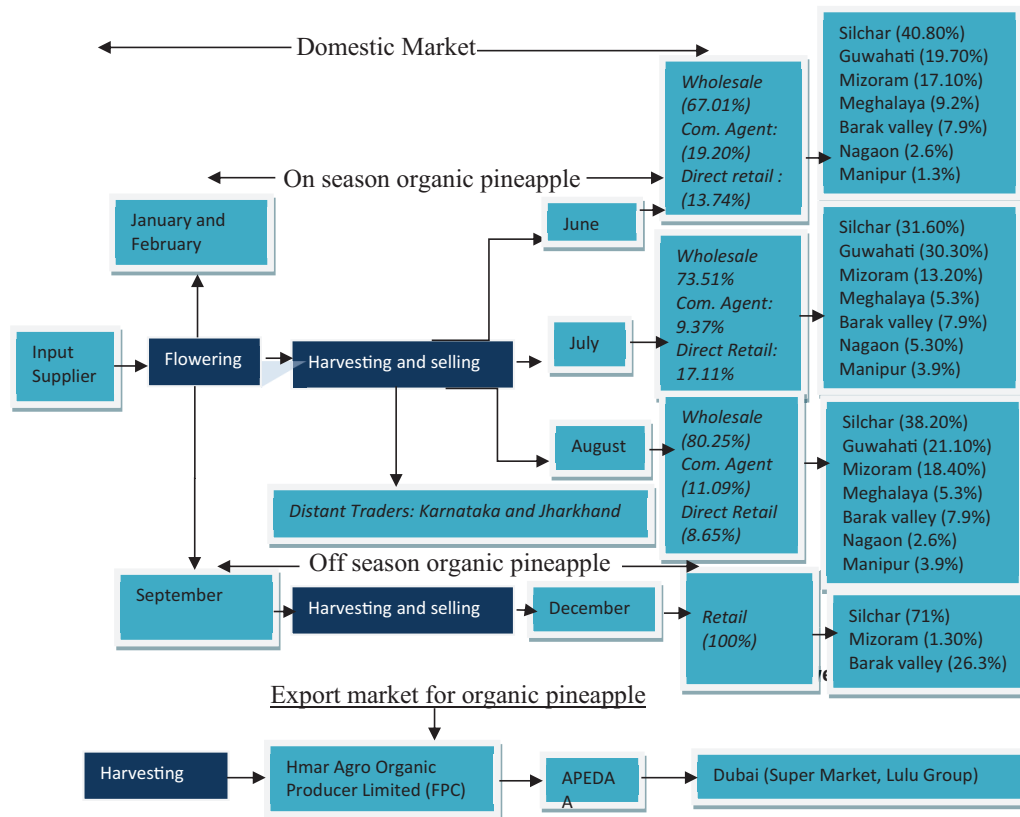 Domestic Market
Silchar (40.80%)
Guwahati (19.70%)
Mizoram (17.10%)
Meghalaya (9.2%)
Barak valley (7.9%)
Nagaon (2.6%)
Manipur (1.3%)
Wholesale
(67.01%)
Com. Agent:
(19.20%)
Direct retail :
(13.74%)
On season organic pineapple
January and
February
June
Silchar (31.60%)
Guwahati (30.30%)
Mizoram (13.20%)
Meghalaya (5.3%)
Barak valley (7.9%)
Nagaon (5.30%)
Manipur (3.9%)
Wholesale
73.51%
Com. Agent:
9.37%
Direct Retail:
17.11%
Input
Supplier
Flowering
Harvesting and selling
July
August
Wholesale
(80.25%)
Com. Agent
(11.09%)
Direct Retail
(8.65%)
Silchar (38.20%)
Guwahati (21.10%)
Mizoram (18.40%)
Meghalaya (5.3%)
Barak valley (7.9%)
Nagaon (2.6%)
Manipur (3.9%)
Distant Traders: Karnataka and Jharkhand
Off season organic pineapple
September
Harvesting and selling
December
Retail
(100%)
Silchar (71%)
Mizoram (1.30%)
Barak valley (26.3%)
Export market for organic pineapple
Harvesting
Hmar Agro Organic
Producer Limited (FPC)
APEDA
A
Dubai (Super Market, Lulu Group)